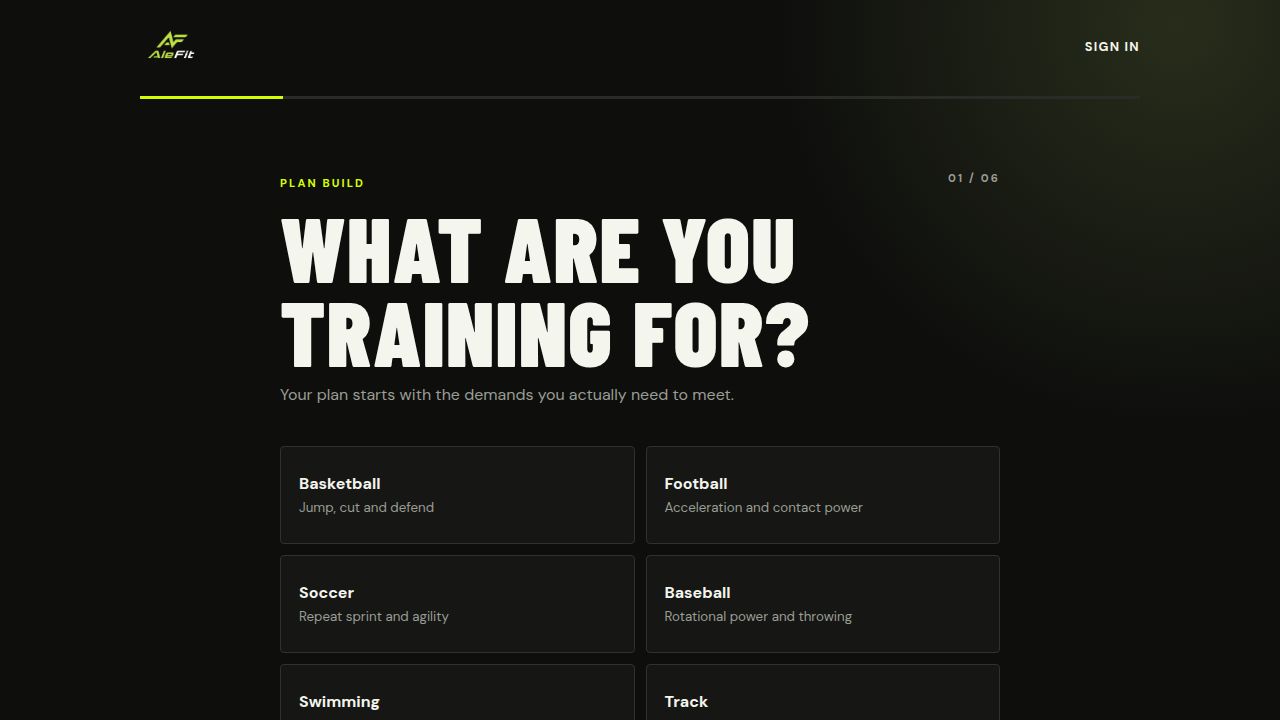 AF
AleFit
SIGN IN
PLAN BUILD
01 / 06
WHAT ARE YOU
TRAINING FOR?
Your plan starts with the demands you actually need to meet.
Basketball
Jump, cut and defend
Football
Acceleration and contact power
Soccer
Repeat sprint and agility
Baseball
Rotational power and throwing
Swimming
Track